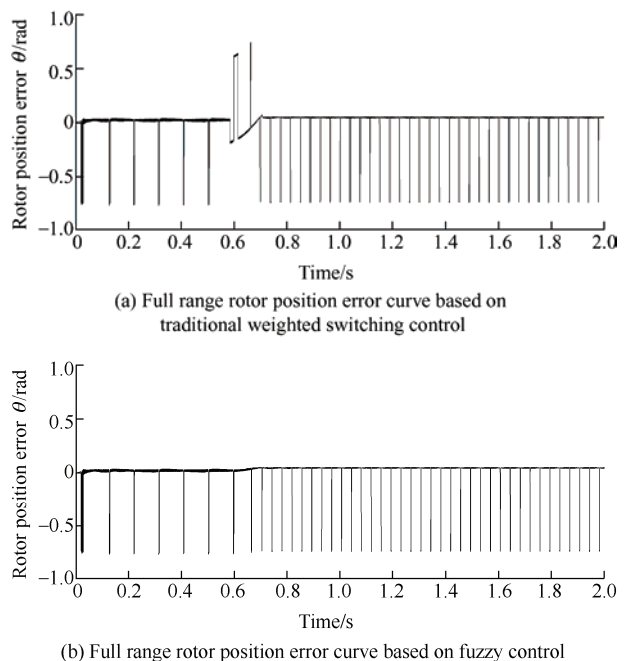 1.0
0.5
0
−0.5
−1.0
Rotor position error θ/rad
0 0.2 0.4 0.6 0.8 1.0 1.2 1.4 1.6 1.8 2.0
Time/s
(a) Full range rotor position error curve based on
traditional weighted switching control
1.0
0.5
0
−0.5
−1.0
Rotor position error θ/rad
0 0.2 0.4 0.6 0.8 1.0 1.2 1.4 1.6 1.8 2.0
Time/s
(b) Full range rotor position error curve based on fuzzy control